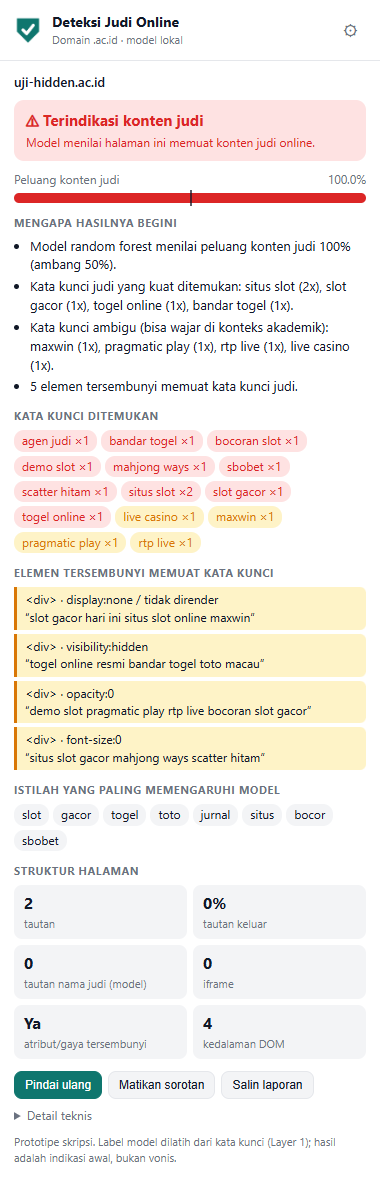 Deteksi Judi Online
Domain .ac.id · model lokal
uji-hidden.ac.id
⚠ Terindikasi konten judi
Model menilai halaman ini memuat konten judi online.
Peluang konten judi 100.0%
MENGAPA HASILNYA BEGINI
• Model random forest menilai peluang konten judi 100%
(ambang 50%).
• Kata kunci judi yang kuat ditemukan: situs slot (2x), slot
gacor (1x), togel online (1x), bandar togel (1x).
• Kata kunci ambigu (bisa wajar di konteks akademik):
maxwin (1x), pragmatic play (1x), rtp live (1x), live casino
(1x).
• 5 elemen tersembunyi memuat kata kunci judi.
KATA KUNCI DITEMUKAN
agen judi ×1 bandar togel ×1 bocoran slot ×1
demo slot ×1 mahjong ways ×1 sbobet ×1
scatter hitam ×1 situs slot ×2 slot gacor ×1
togel online ×1 live casino ×1 maxwin ×1
pragmatic play ×1 rtp live ×1
ELEMEN TERSEMBUNYI MEMUAT KATA KUNCI
<div> · display:none / tidak dirender
“slot gacor hari ini situs slot online maxwin”
<div> · visibility:hidden
“togel online resmi bandar togel toto macau”
<div> · opacity:0
“demo slot pragmatic play rtp live bocoran slot gacor”
<div> · font-size:0
“situs slot gacor mahjong ways scatter hitam”
ISTILAH YANG PALING MEMENGARUHI MODEL
slot gacor togel toto jurnal situs bocor
sbobet
STRUKTUR HALAMAN
2 0%
tautan tautan keluar
0 0
tautan nama judi (model) iframe
Ya 4
atribut/gaya tersembunyi kedalaman DOM
Pindai ulang Matikan sorotan Salin laporan
▶ Detail teknis
Prototipe skripsi. Label model dilatih dari kata kunci (Layer 1); hasil
adalah indikasi awal, bukan vonis.